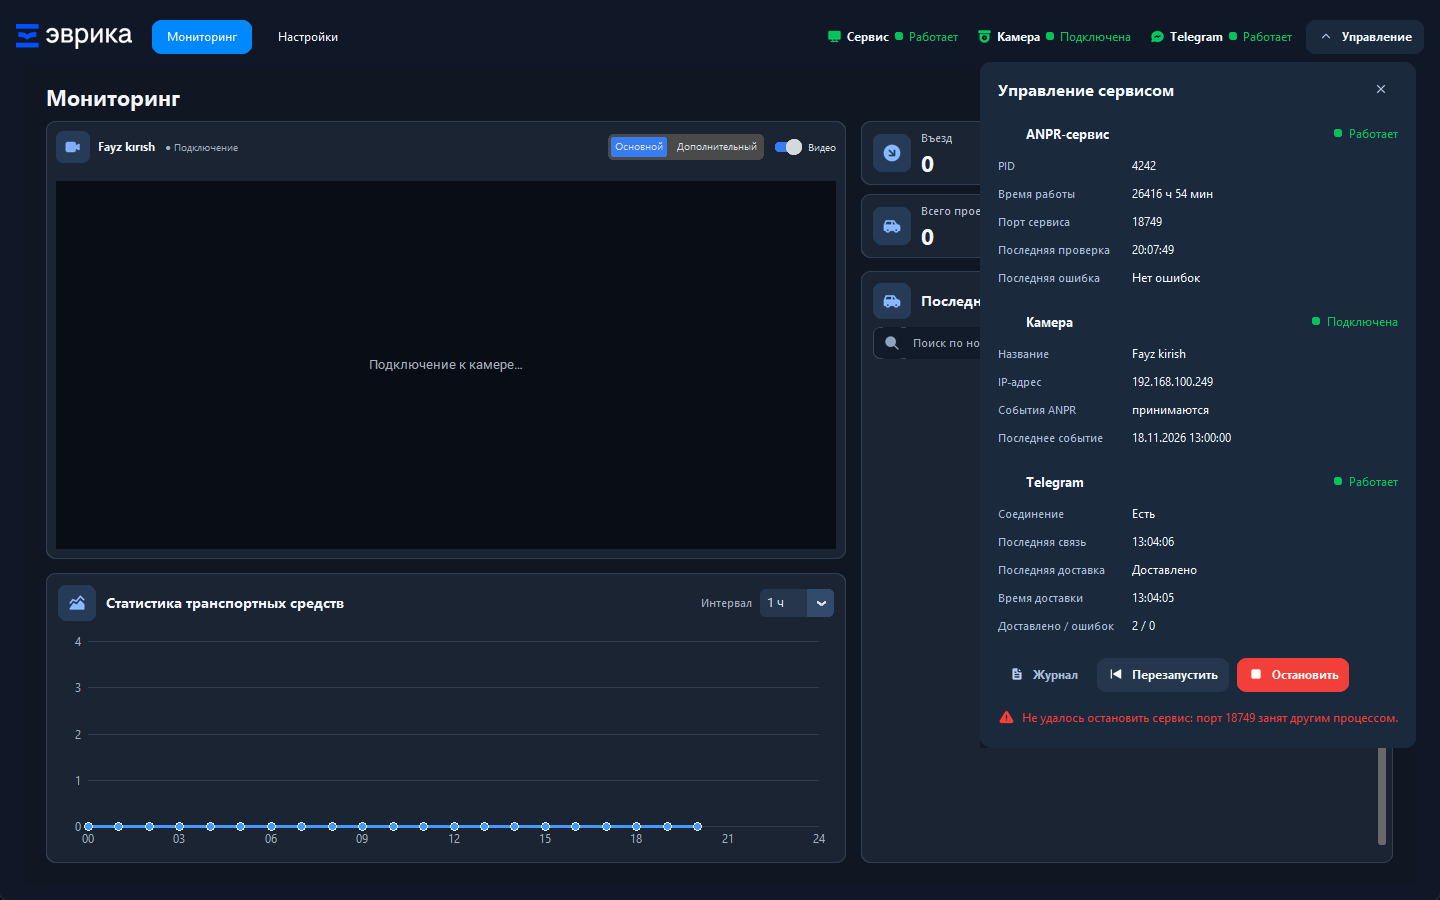 эврика
Мониторинг
Настройки
Сервис Работает
Камера Подключена
Telegram Работает
Управление
Мониторинг
Fayz kırısh
Подключение
Основной
Дополнительный
Видео
Подключение к камере...
Статистика транспортных средств
Интервал
1 ч
4
3
2
1
0
00 03 06 09 12 15 18 21 24
Въезд
0
Всего прое
0
Последн
Поиск по но
Управление сервисом
ANPR-сервис Работает
PID 4242
Время работы 26416 ч 54 мин
Порт сервиса 18749
Последняя проверка 20:07:49
Последняя ошибка Нет ошибок
Камера Подключена
Название Fayz kirish
IP-адрес 192.168.100.249
События ANPR принимаются
Последнее событие 18.11.2026 13:00:00
Telegram Работает
Соединение Есть
Последняя связь 13:04:06
Последняя доставка Доставлено
Время доставки 13:04:05
Доставлено / ошибок 2 / 0
Журнал
Перезапустить
Остановить
Не удалось остановить сервис: порт 18749 занят другим процессом.